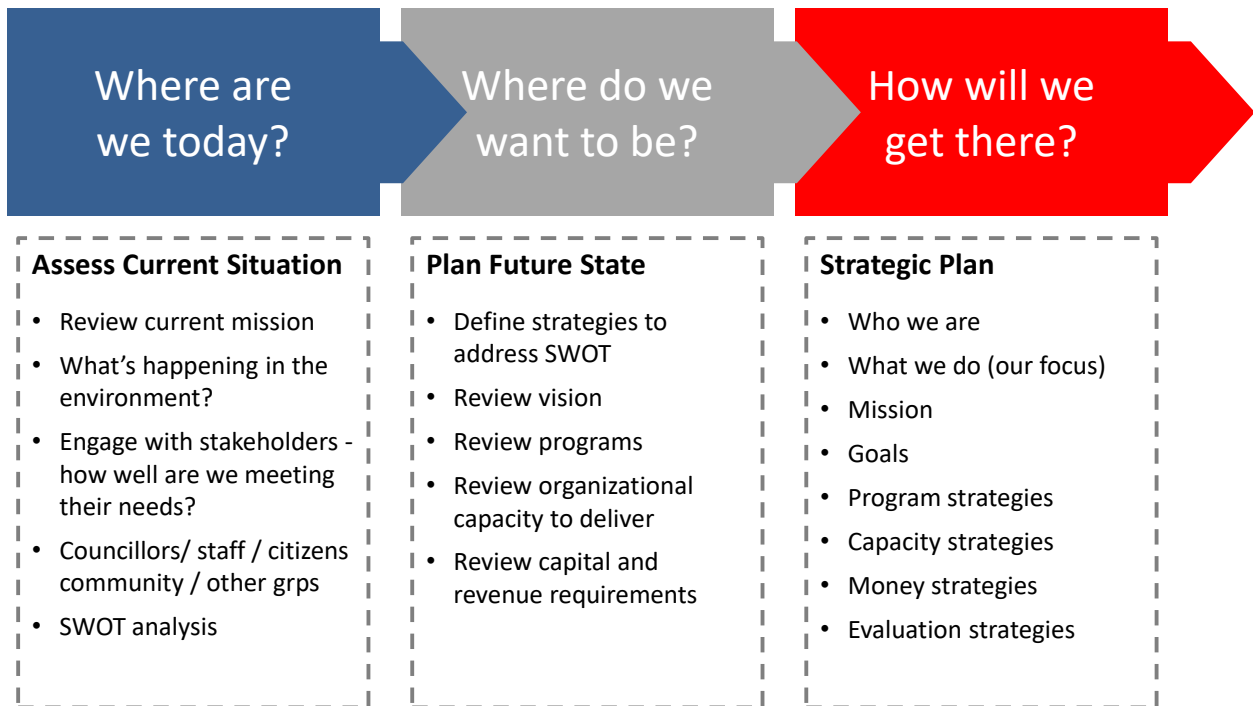 Where are
we today?
Where do we
want to be?
How will we
get there?
Assess Current Situation
• Review current mission
• What's happening in the
environment?
• Engage with stakeholders -
how well are we meeting
their needs?
• Councillors/ staff / citizens
community / other grps
• SWOT analysis
Plan Future State
• Define strategies to
address SWOT
• Review vision
• Review programs
• Review organizational
capacity to deliver
• Review capital and
revenue requirements
Strategic Plan
• Who we are
• What we do (our focus)
• Mission
• Goals
• Program strategies
• Capacity strategies
• Money strategies
• Evaluation strategies